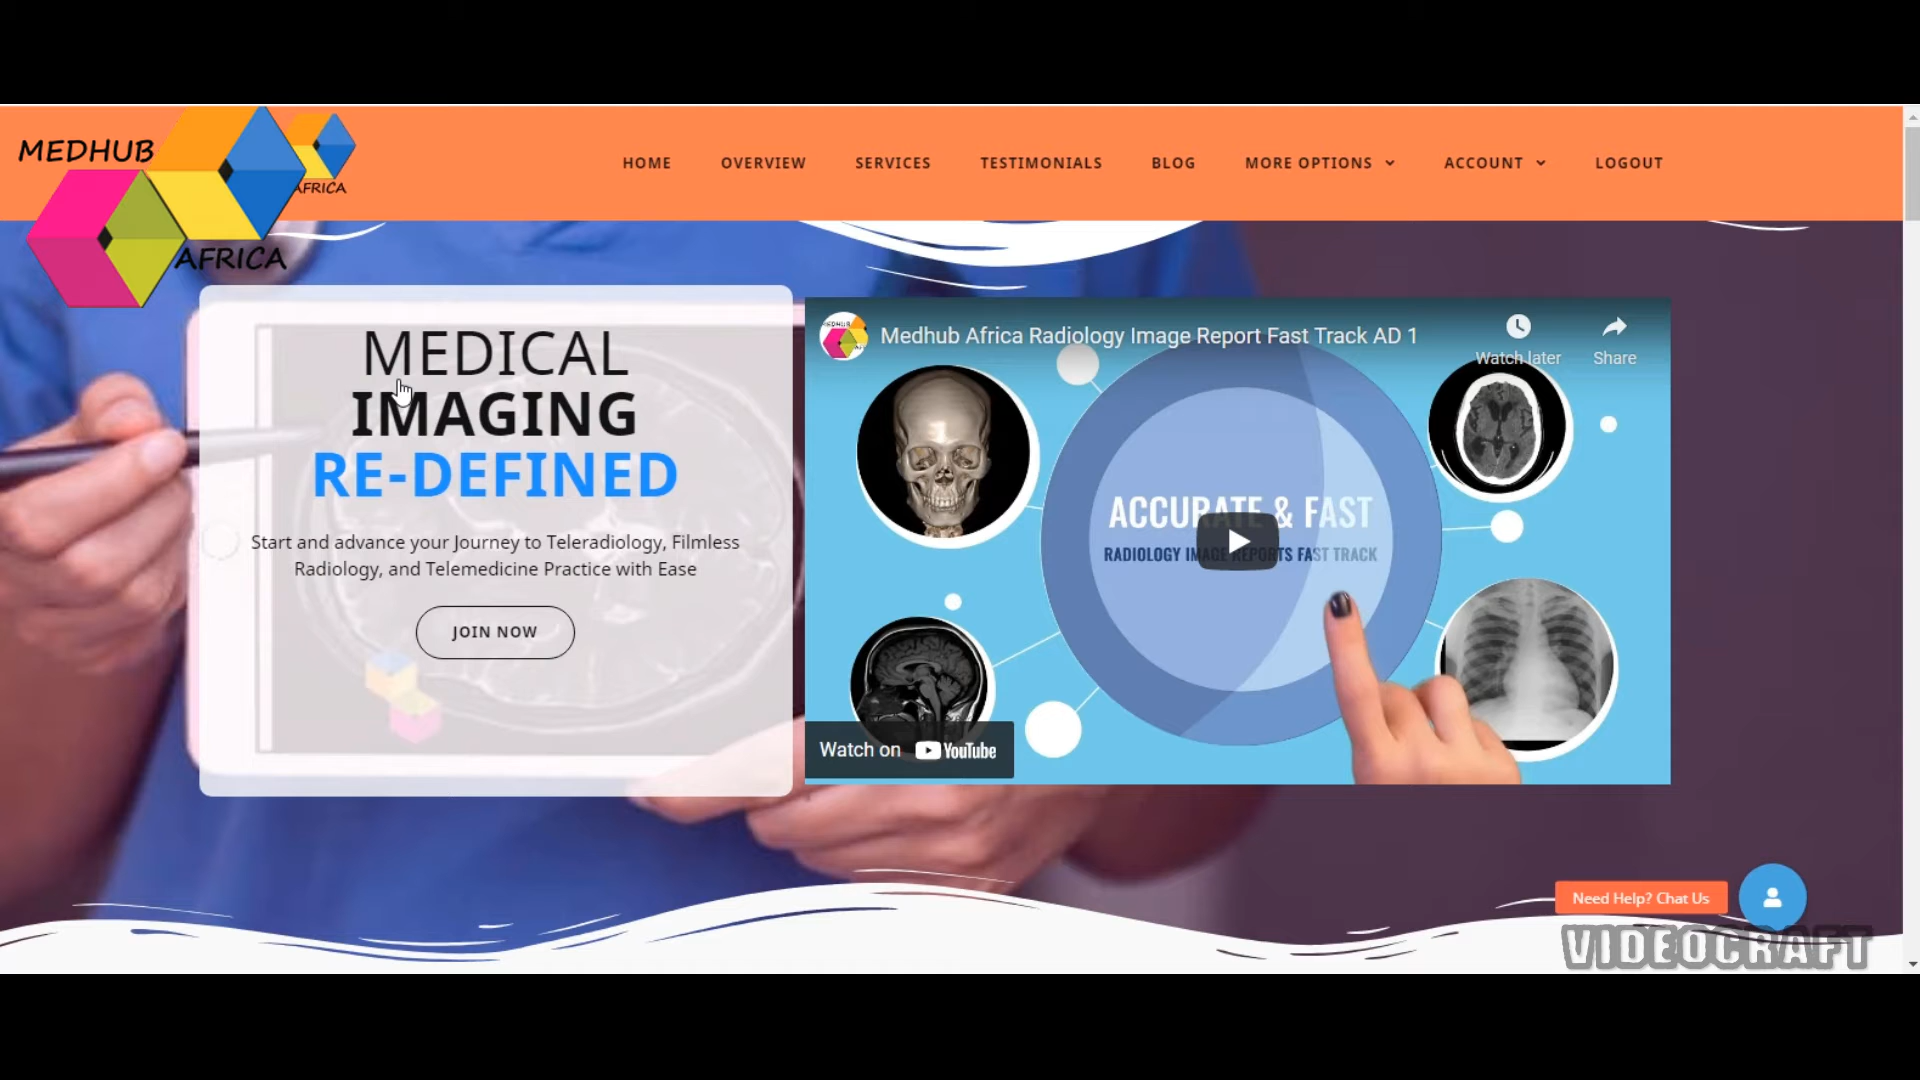 MEDHUB
AFRICA
AFRICA
HOME OVERVIEW SERVICES TESTIMONIALS BLOG MORE OPTIONS ACCOUNT LOGOUT
MEDICAL
IMAGING
RE-DEFINED
Start and advance your Journey to Teleradiology, Filmless
Radiology, and Telemedicine Practice with Ease
JOIN NOW
Medhub Africa Radiology Image Report Fast Track AD 1
Watch later
Share
ACCURATE & FAST
RADIOLOGY IMAGE REPORTS FAST TRACK
Watch on YouTube
Need Help? Chat Us
VIDEOCRAFT